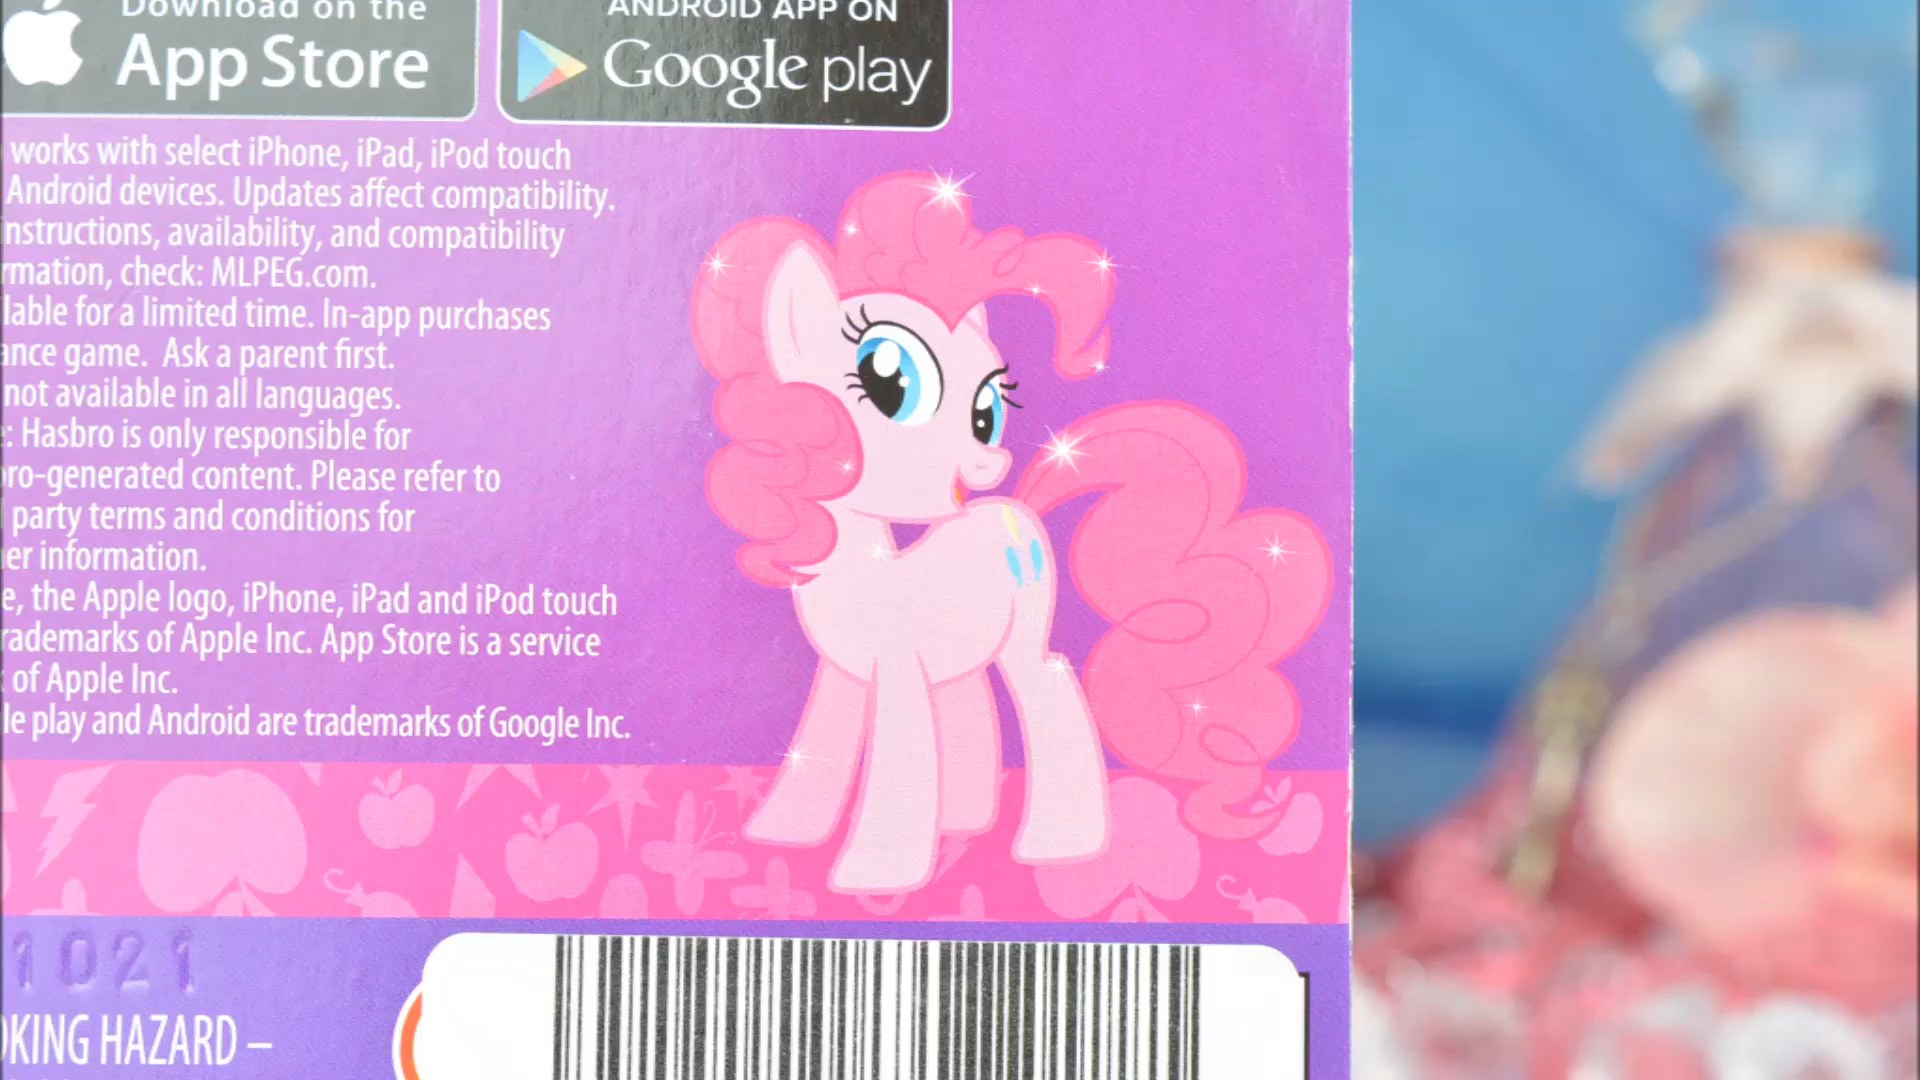 Download on the
App Store
ANDROID APP ON
Google play
works with select iPhone, iPad, iPod touch
Android devices. Updates affect compatibility.
nstructions, availability, and compatibility
rmation, check: MLPEG.com.
lable for a limited time. In-app purchases
ance game. Ask a parent first.
not available in all languages.
: Hasbro is only responsible for
ro-generated content. Please refer to
party terms and conditions for
er information.
e, the Apple logo, iPhone, iPad and iPod touch
rademarks of Apple Inc. App Store is a service
of Apple Inc.
le play and Android are trademarks of Google Inc.
1021
OKING HAZARD –